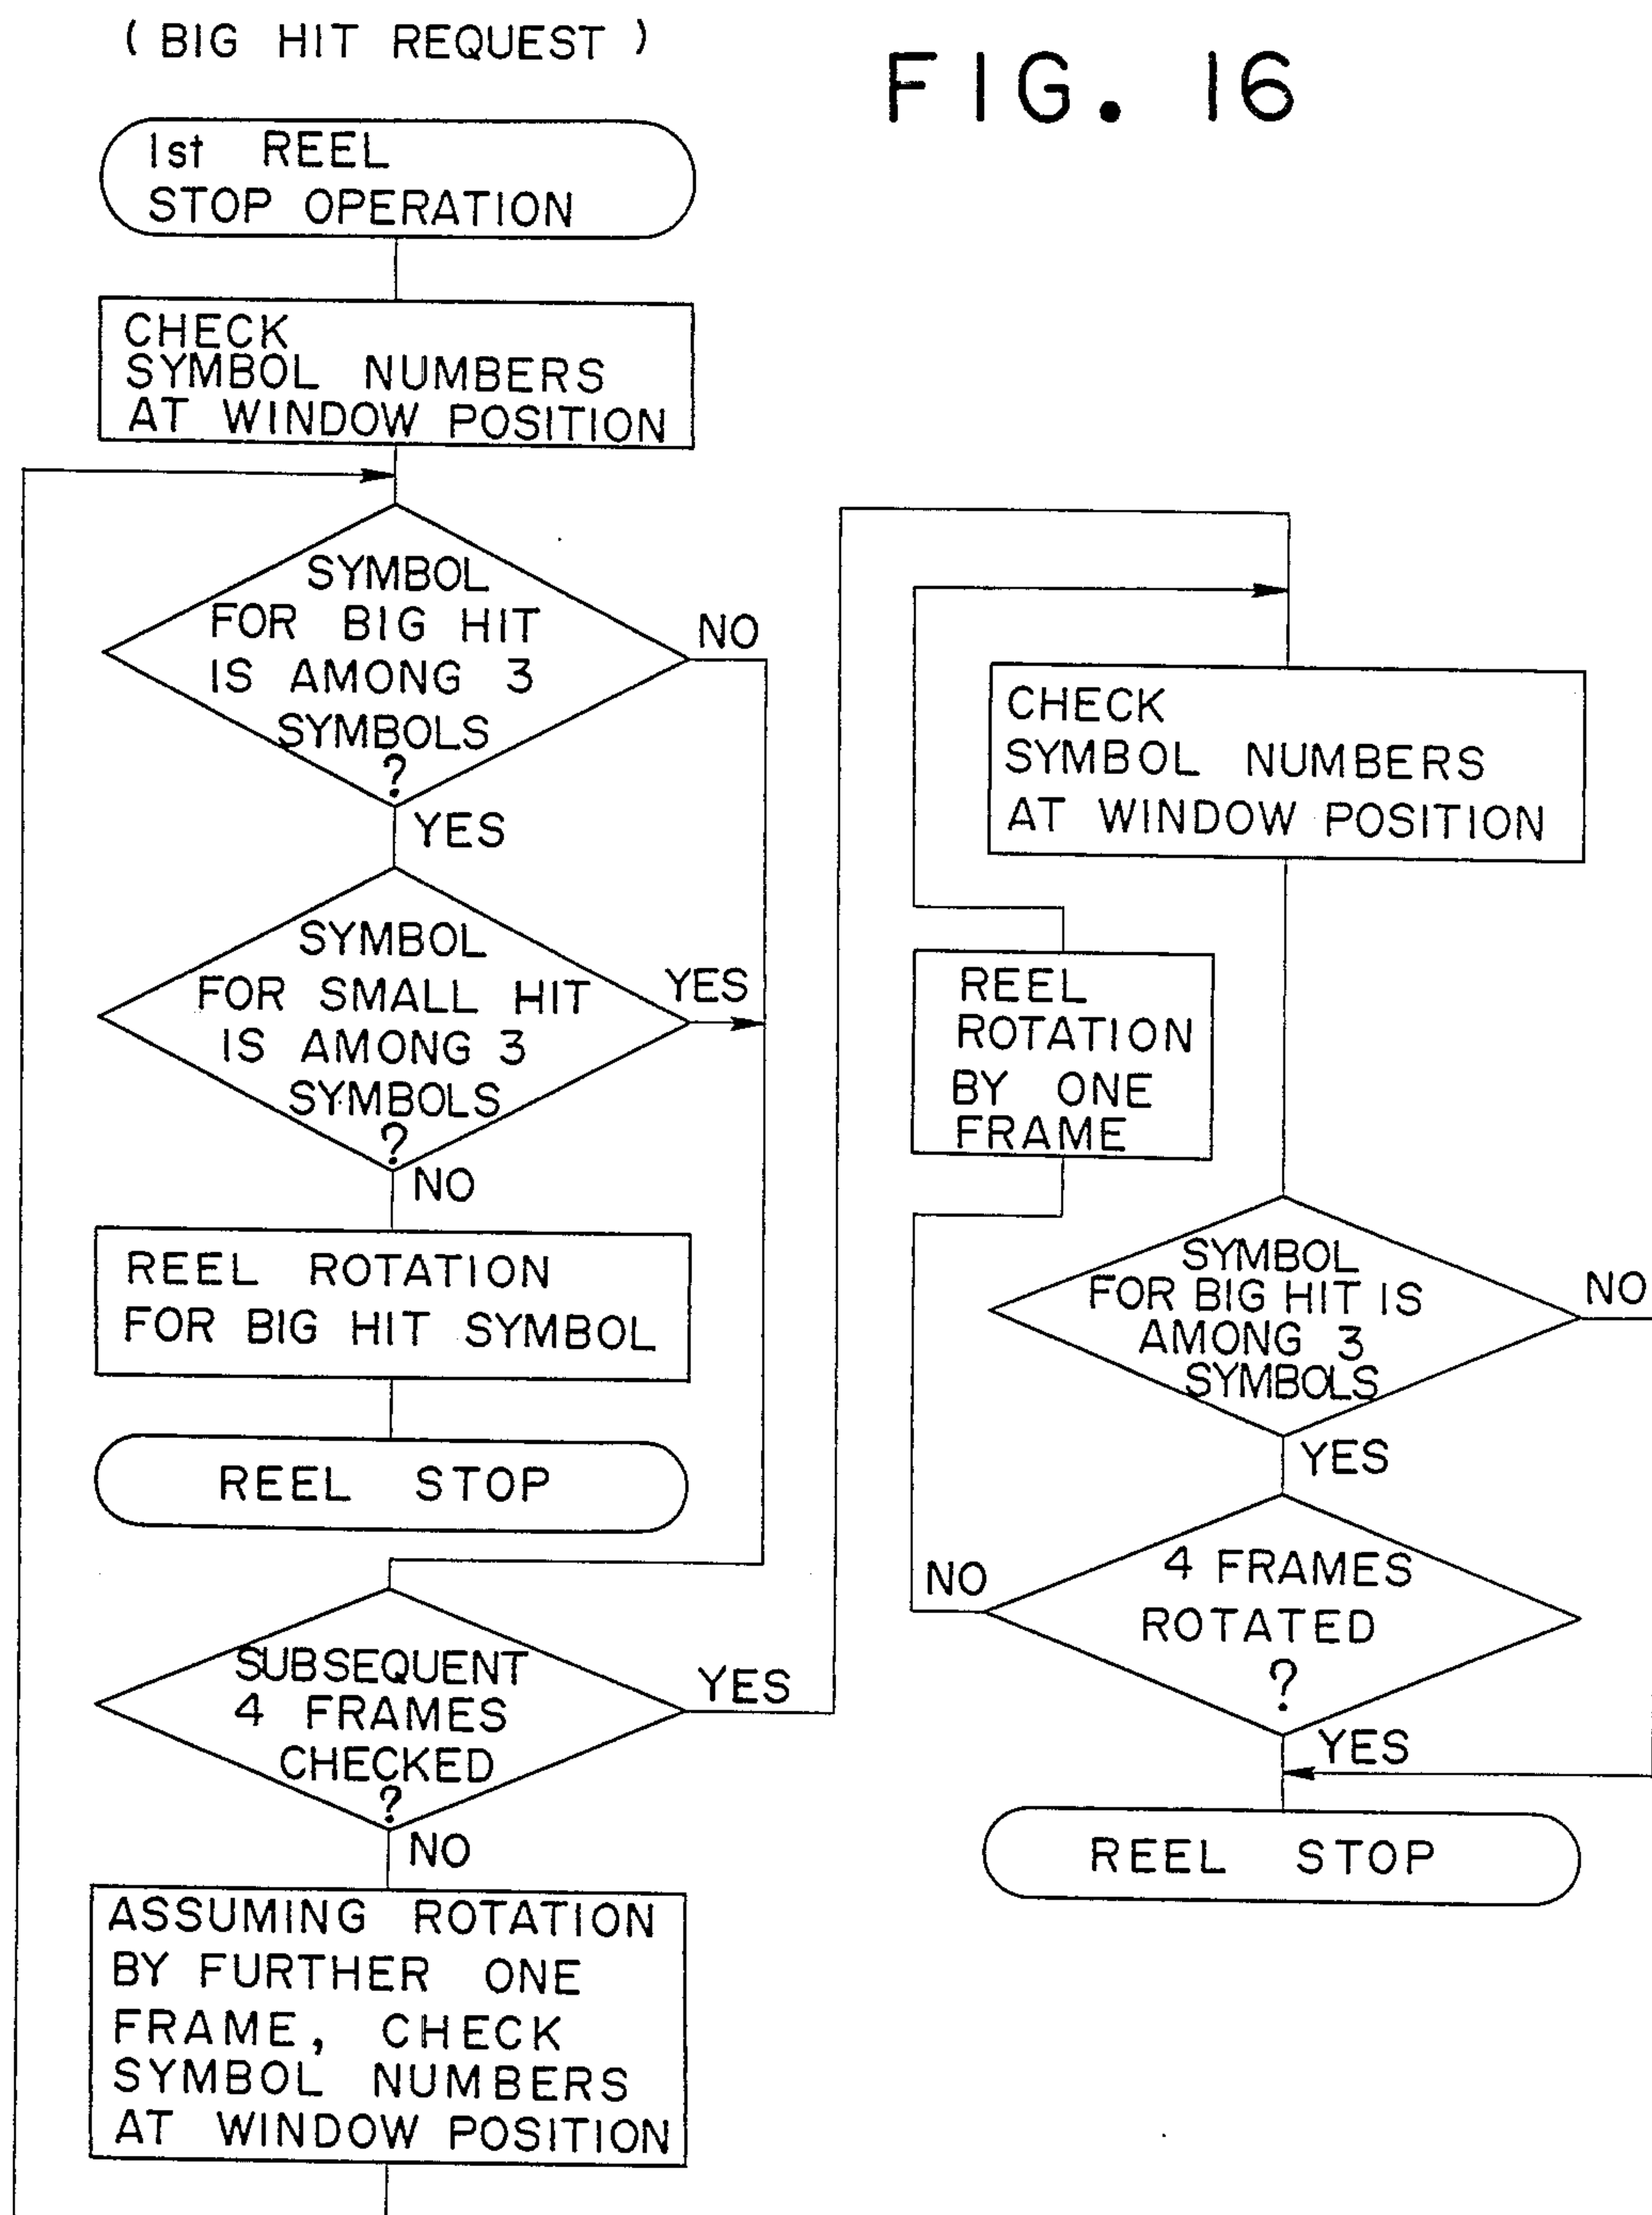 ( BIG HIT REQUEST )
FIG. 16
1st REEL
STOP OPERATION
CHECK
SYMBOL NUMBERS
AT WINDOW POSITION
SYMBOL
FOR BIG HIT
IS AMONG 3
SYMBOLS
?
NO
YES
SYMBOL
FOR SMALL HIT
IS AMONG 3
SYMBOLS
?
YES
NO
REEL ROTATION
FOR BIG HIT SYMBOL
REEL STOP
SUBSEQUENT
4 FRAMES
CHECKED
?
YES
NO
ASSUMING ROTATION
BY FURTHER ONE
FRAME, CHECK
SYMBOL NUMBERS
AT WINDOW POSITION
CHECK
SYMBOL NUMBERS
AT WINDOW POSITION
REEL
ROTATION
BY ONE
FRAME
SYMBOL
FOR BIG HIT IS
AMONG 3
SYMBOLS
NO
YES
4 FRAMES
ROTATED
?
NO
YES
REEL STOP